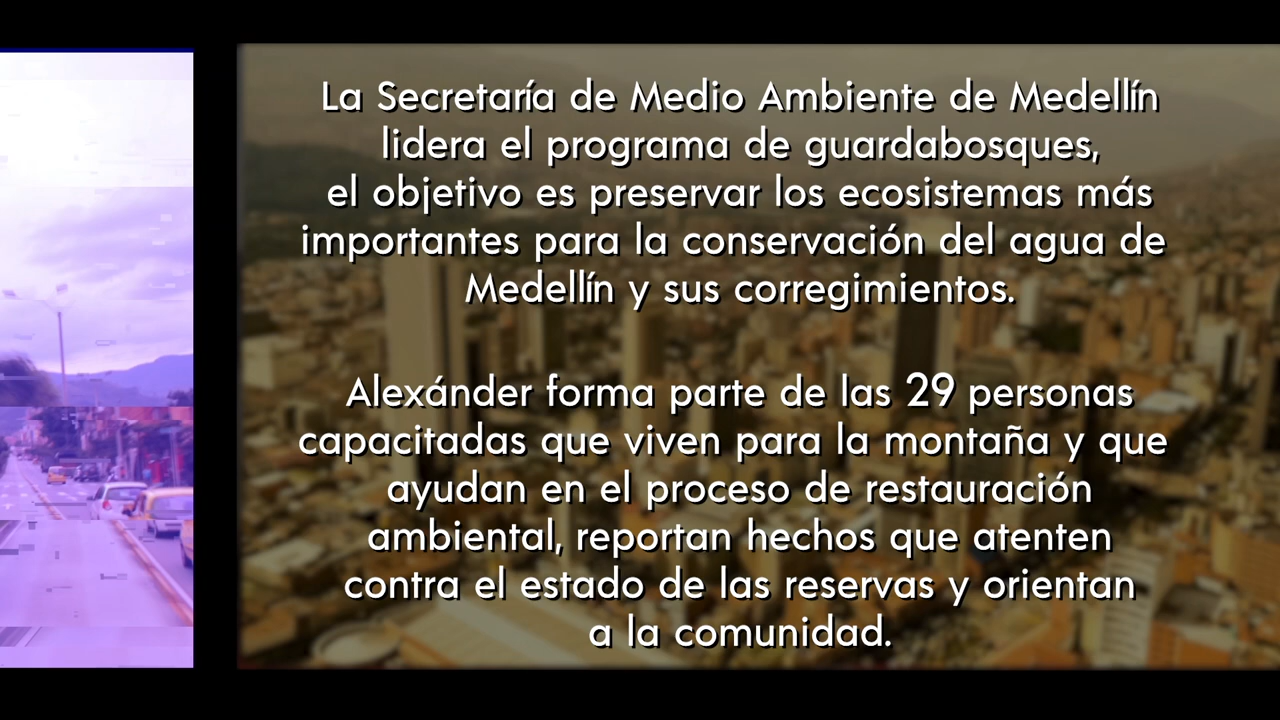 La Secretaría de Medio Ambiente de Medellín
lidera el programa de guardabosques,
el objetivo es preservar los ecosistemas más
importantes para la conservación del agua de
Medellín y sus corregimientos.
Alexánder forma parte de las 29 personas
capacitadas que viven para la montaña y que
ayudan en el proceso de restauración
ambiental, reportan hechos que atenten
contra el estado de las reservas y orientan
a la comunidad.